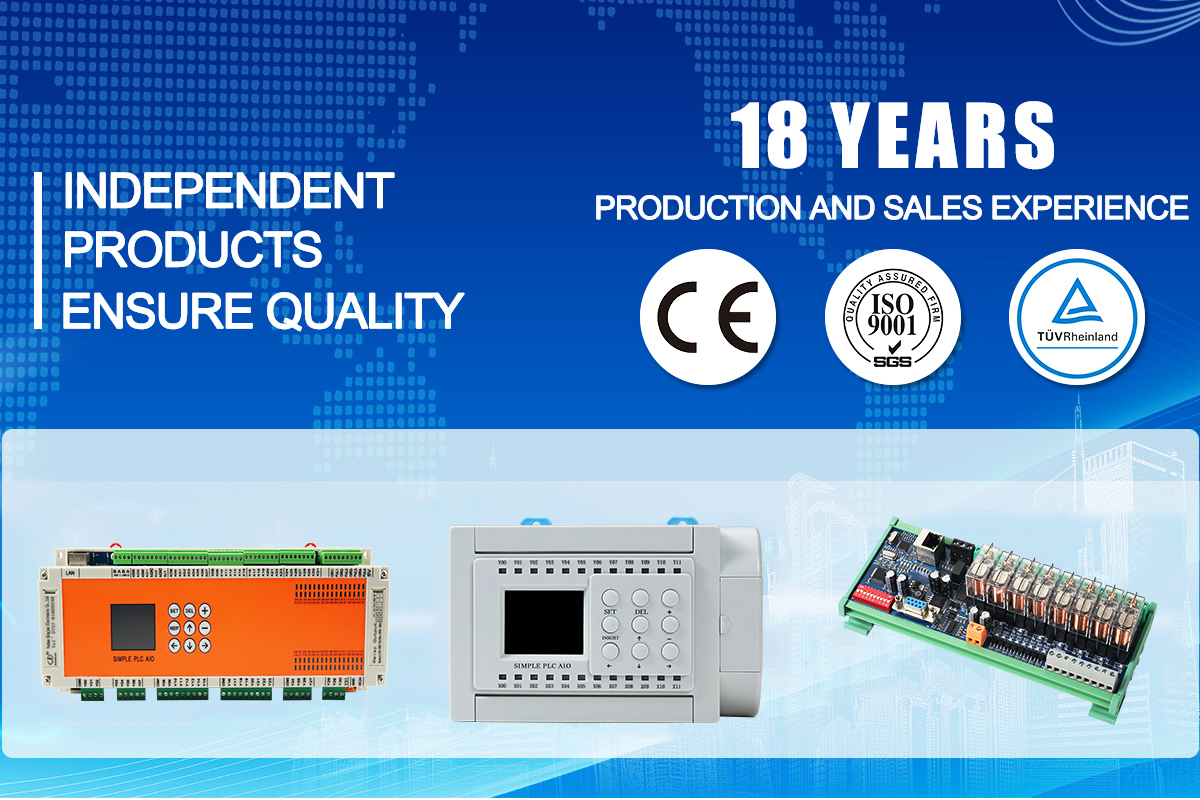 INDEPENDENT
PRODUCTS
ENSURE QUALITY
18 YEARS
PRODUCTION AND SALES EXPERIENCE
CE
QUALITY ASSURED FIRM
ISO
9001
SGS
TÜVRheinland
LAN
SET DEL +
INSERT ↑ −
← ↓ →
SIMPLE PLC AIO
Y00 Y01 Y02 Y03 Y04 Y05 Y06 Y07 Y08 Y09 Y10 Y11
SET DEL +
INSERT ↑ −
← ↓ →
SIMPLE PLC AIO
X00 X01 X02 X03 X04 X05 X06 X07 X08 X09 X10 X11